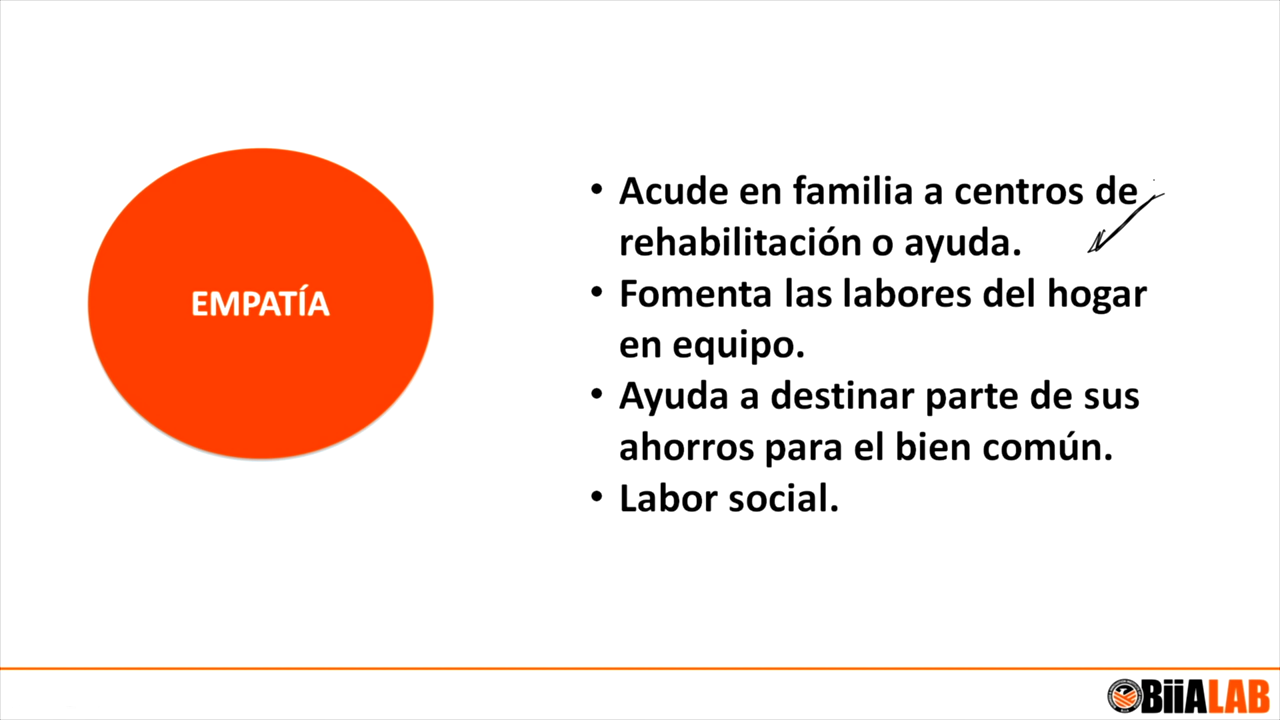 EMPATÍA
• Acude en familia a centros de
rehabilitación o ayuda.
• Fomenta las labores del hogar
en equipo.
• Ayuda a destinar parte de sus
ahorros para el bien común.
• Labor social.
BiiALAB